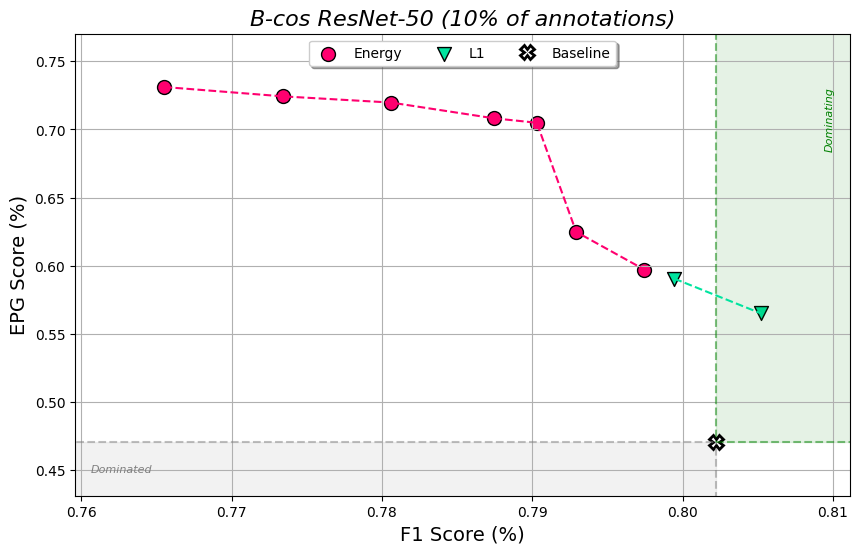 B-cos ResNet-50 (10% of annotations)
Energy L1 Baseline
Dominating
Dominated
EPG Score (%)
0.75
0.70
0.65
0.60
0.55
0.50
0.45
0.76 0.77 0.78 0.79 0.80 0.81
F1 Score (%)